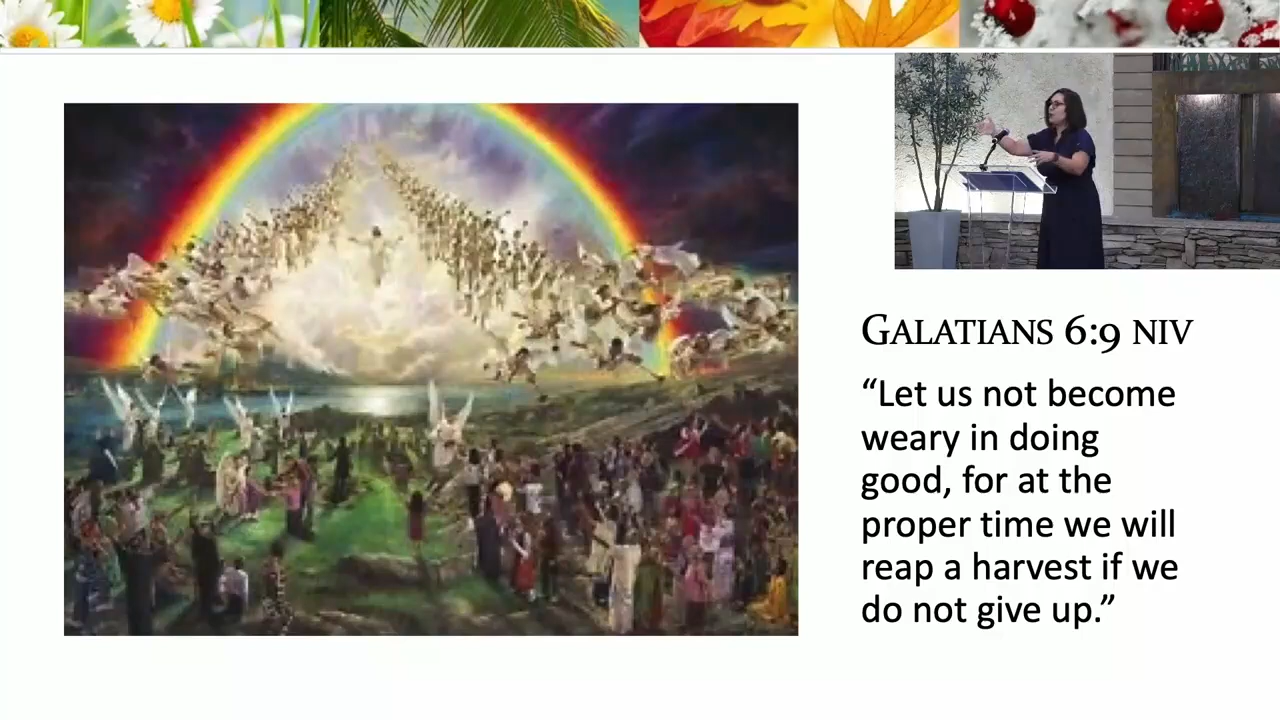 GALATIANS 6:9 NIV
“Let us not become
weary in doing
good, for at the
proper time we will
reap a harvest if we
do not give up.”